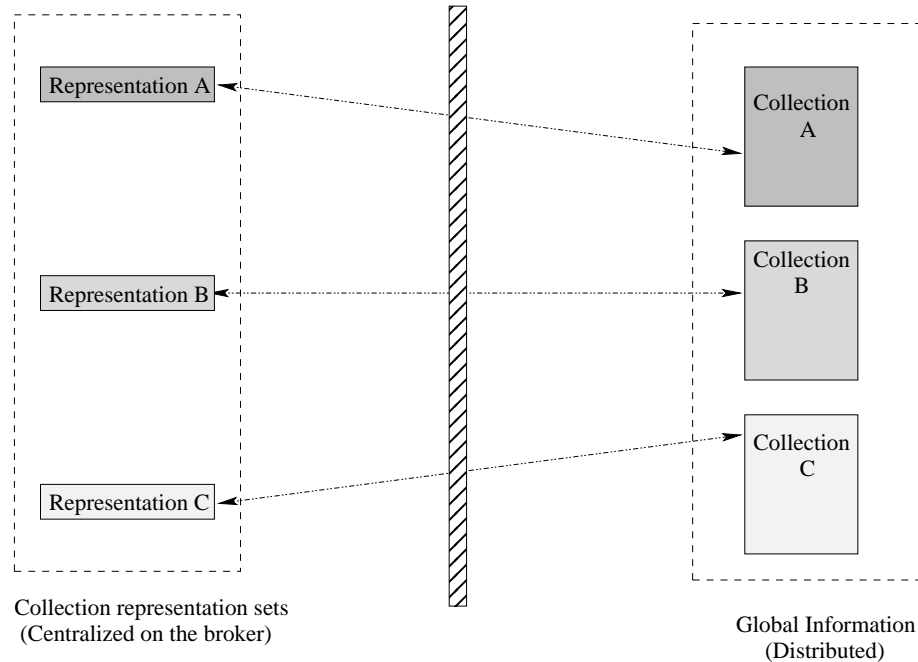 Representation A
Representation B
Representation C
Collection representation sets
(Centralized on the broker)
Collection
A
Collection
B
Collection
C
Global Information
(Distributed)